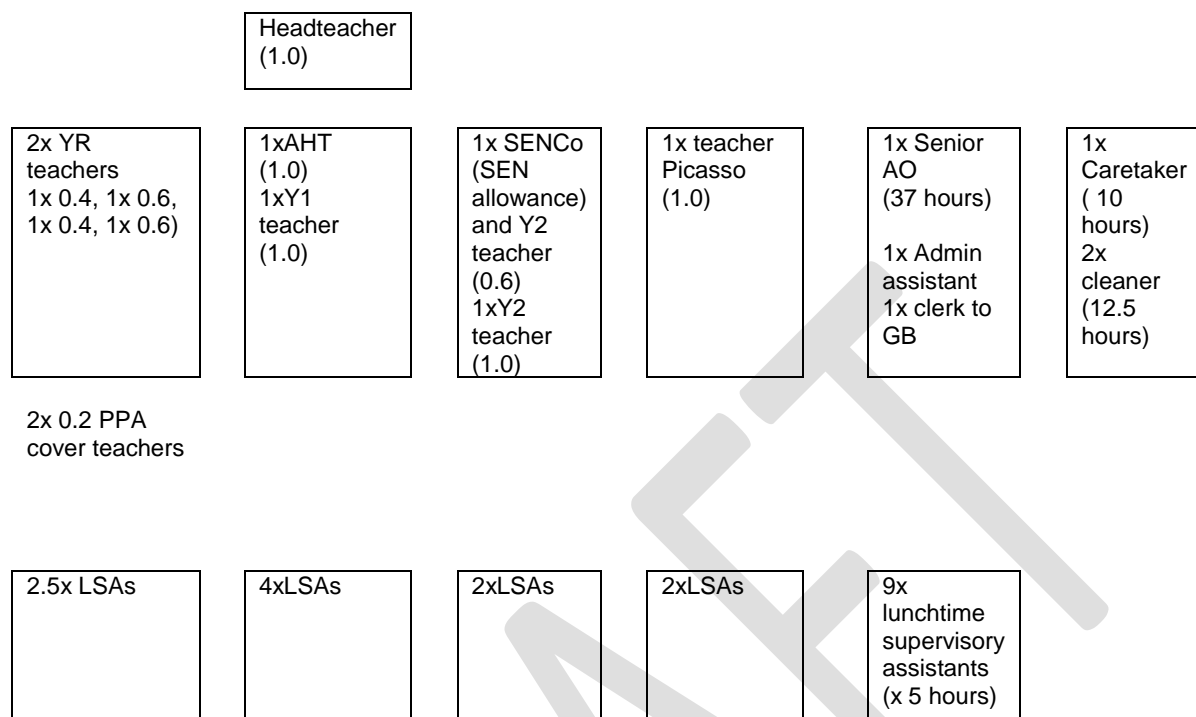 Headteacher
(1.0)
2x YR
teachers
1x 0.4, 1x 0.6,
1x 0.4, 1x 0.6)
1xAHT
(1.0)
1xY1
teacher
(1.0)
1x SENCo
(SEN
allowance)
and Y2
teacher
(0.6)
1xY2
teacher
(1.0)
1x teacher
Picasso
(1.0)
1x Senior
AO
(37 hours)
1x Admin
assistant
1x clerk to
GB
1x
Caretaker
( 10
hours)
2x
cleaner
(12.5
hours)
2x 0.2 PPA
cover teachers
2.5x LSAs
4xLSAs
2xLSAs
2xLSAs
9x
lunchtime
supervisory
assistants
(x 5 hours)